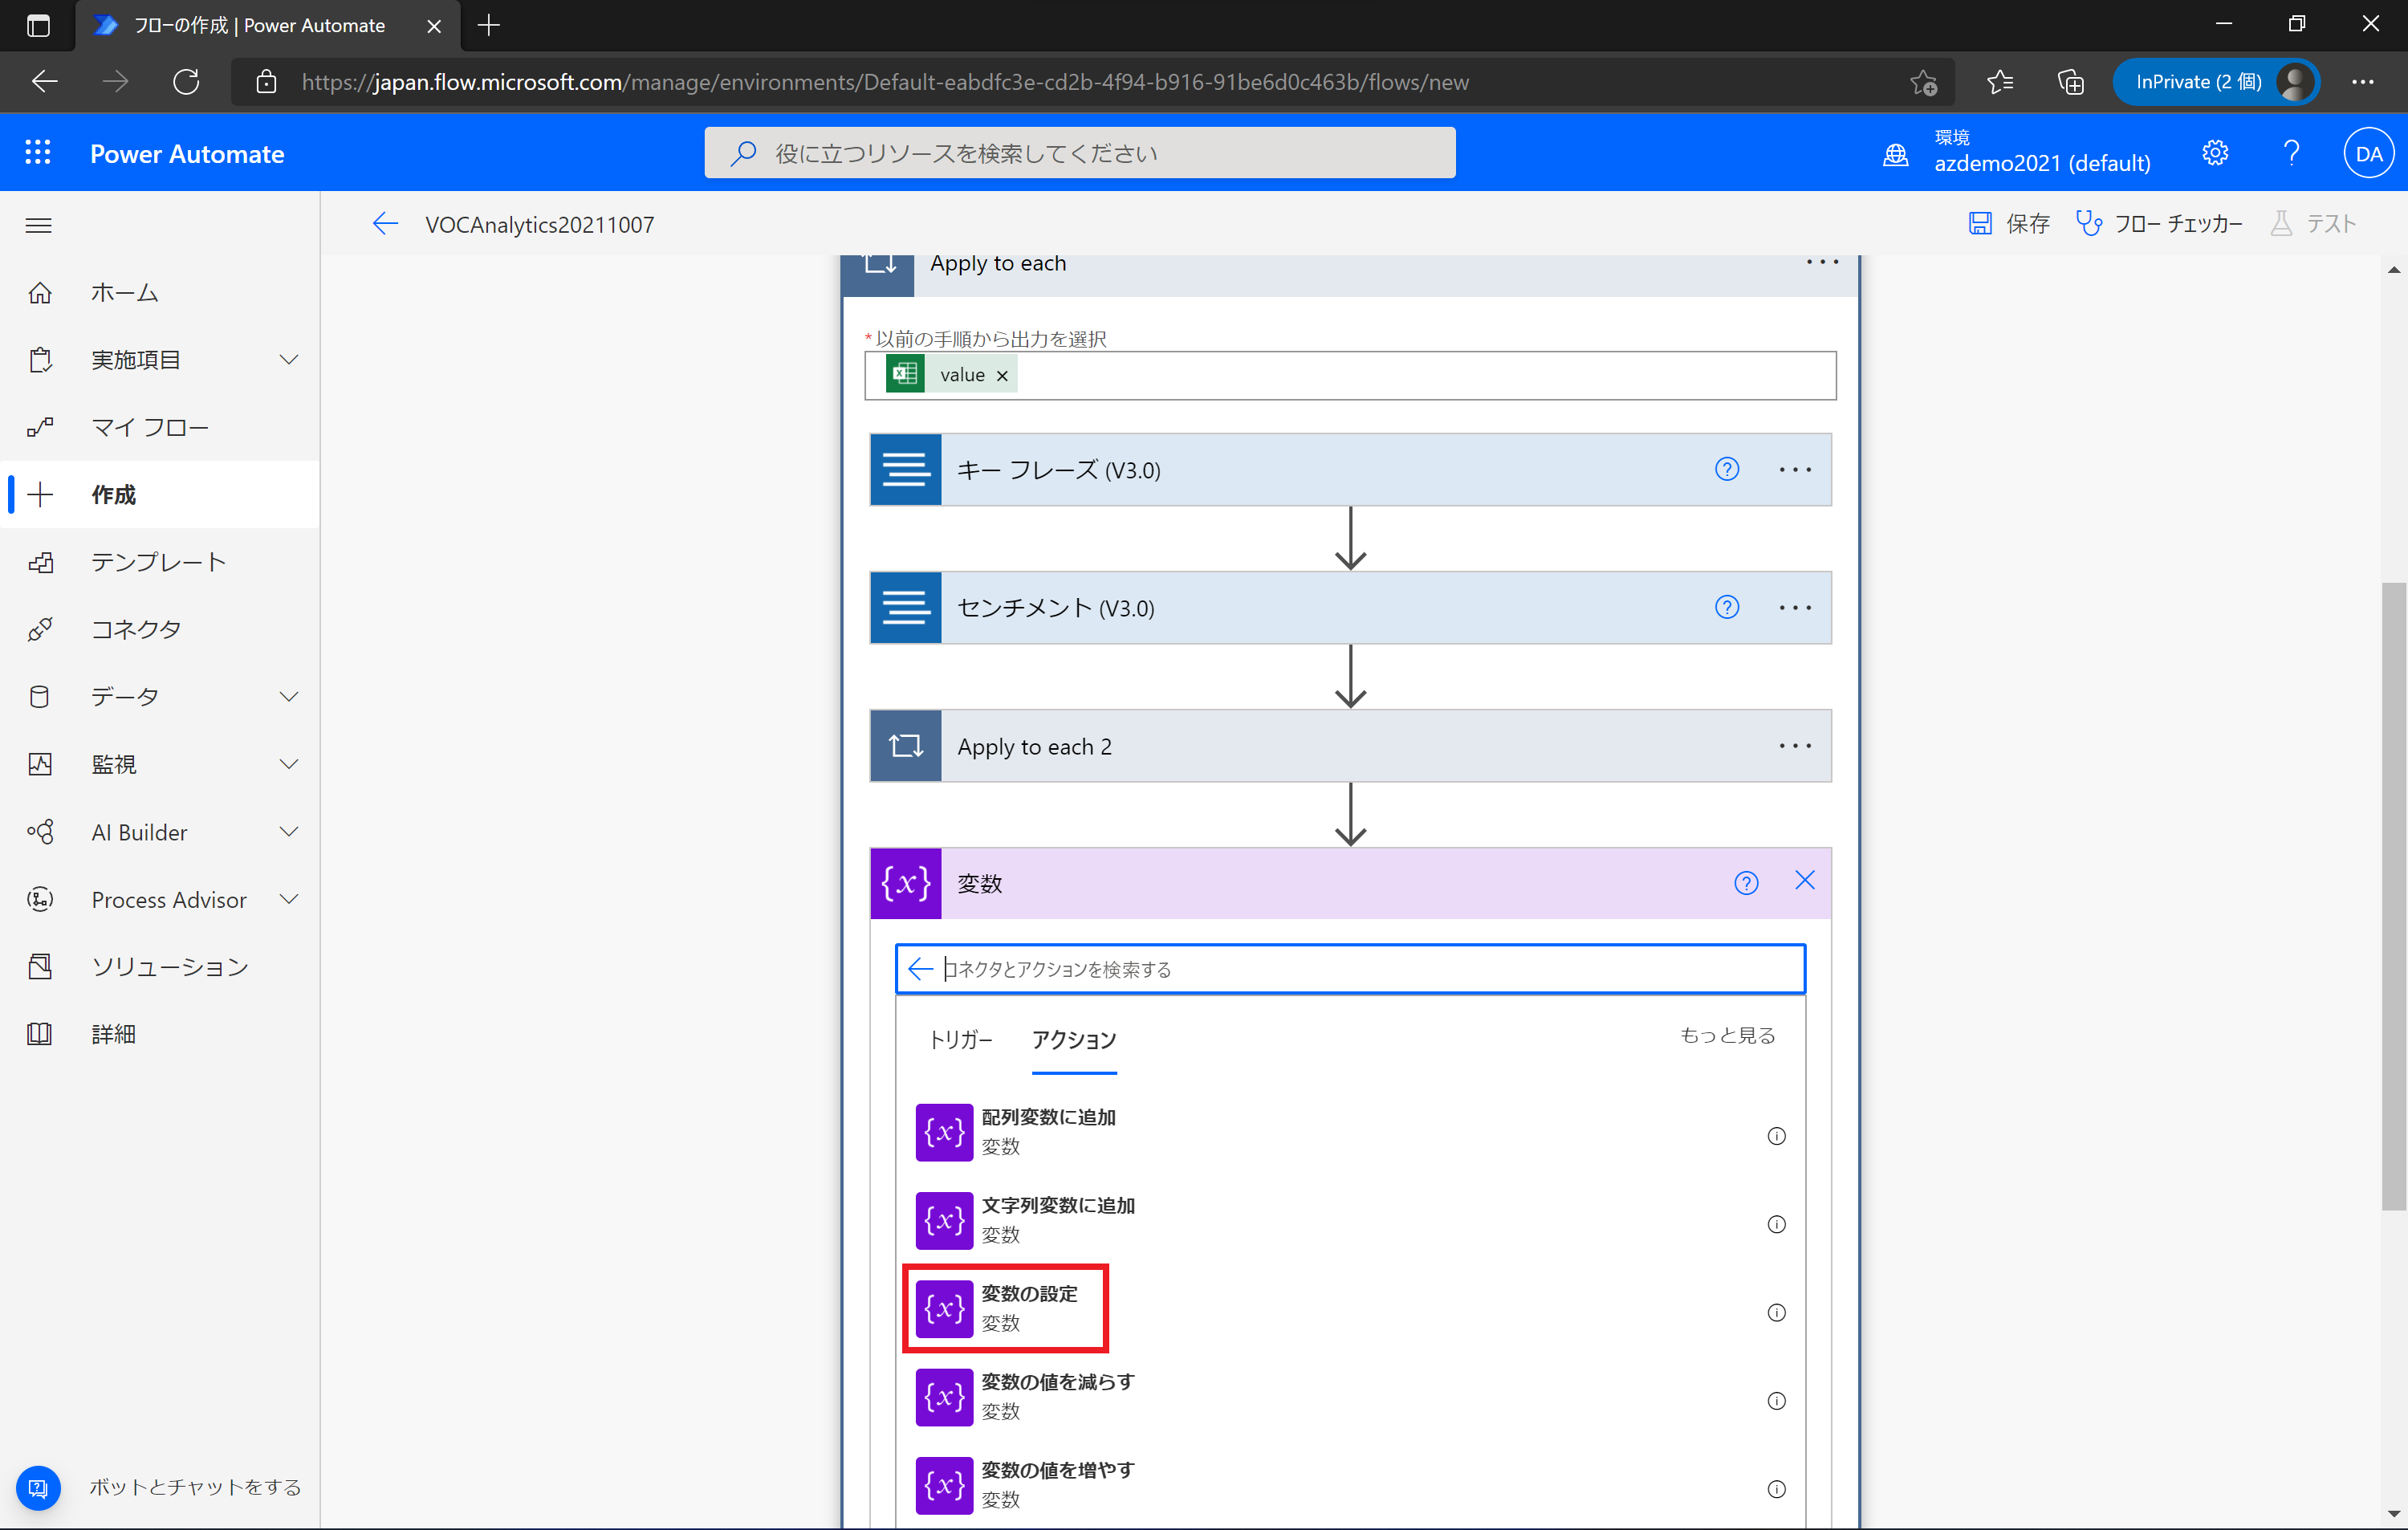 フローの作成 | Power Automate
https://japan.flow.microsoft.com/manage/environments/Default-eabdfc3e-cd2b-4f94-b916-91be6d0c463b/flows/new
InPrivate (2 個)
Power Automate
役に立つリソースを検索してください
環境
azdemo2021 (default)
DA
VOCAnalytics20211007
保存
フロー チェッカー
テスト
ホーム
実施項目
マイ フロー
作成
テンプレート
コネクタ
データ
監視
AI Builder
Process Advisor
ソリューション
詳細
ボットとチャットをする
Apply to each
*以前の手順から出力を選択
value
キー フレーズ (V3.0)
センチメント (V3.0)
Apply to each 2
{x} 変数
コネクタとアクションを検索する
トリガー
アクション
もっと見る
{x} 配列変数に追加
変数
{x} 文字列変数に追加
変数
{x} 変数の設定
変数
{x} 変数の値を減らす
変数
{x} 変数の値を増やす
変数